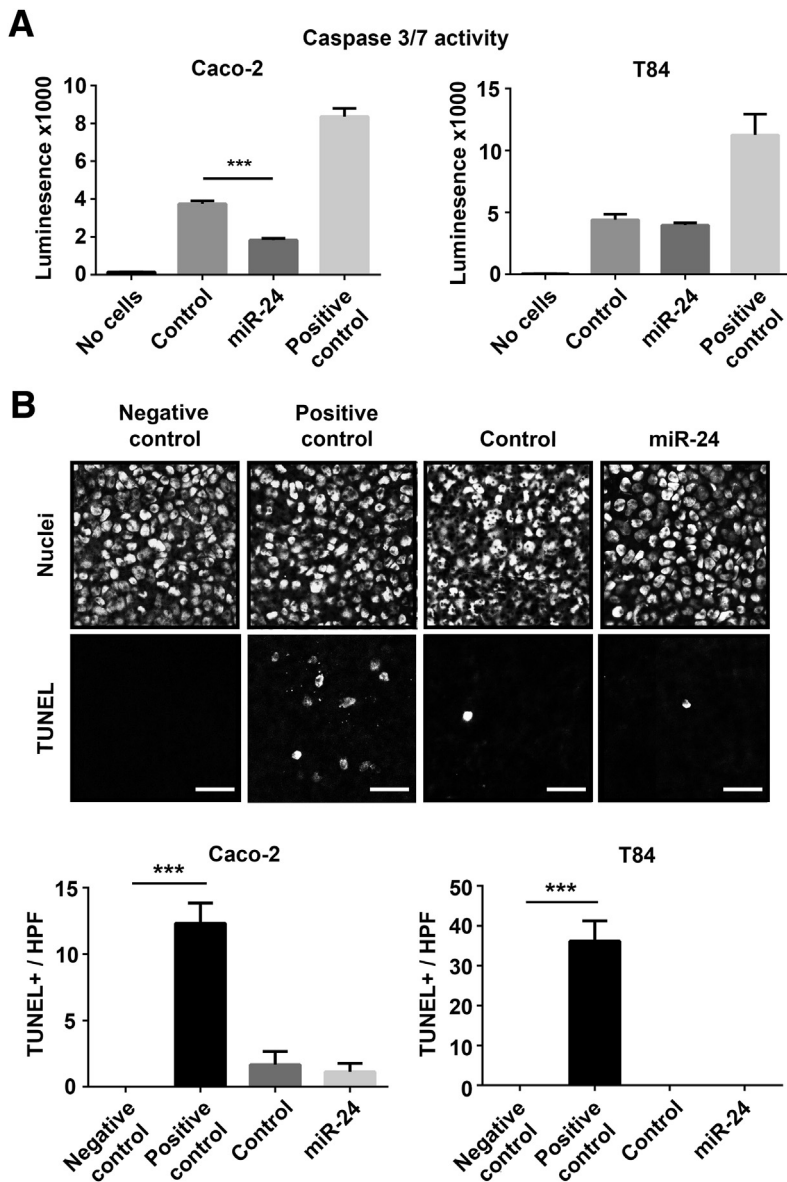 A
Caspase 3/7 activity
Caco-2
Luminesence x1000
10
8
6
4
2
0
***
No cells
Control
miR-24
Positive
control
T84
Luminesence x1000
15
10
5
0
No cells
Control
miR-24
Positive
control
B
Negative
control
Positive
control
Control
miR-24
Nuclei
TUNEL
Caco-2
TUNEL+ / HPF
15
10
5
0
***
Negative
control
Positive
control
Control
miR-24
T84
TUNEL+ / HPF
50
40
30
20
10
0
***
Negative
control
Positive
control
Control
miR-24